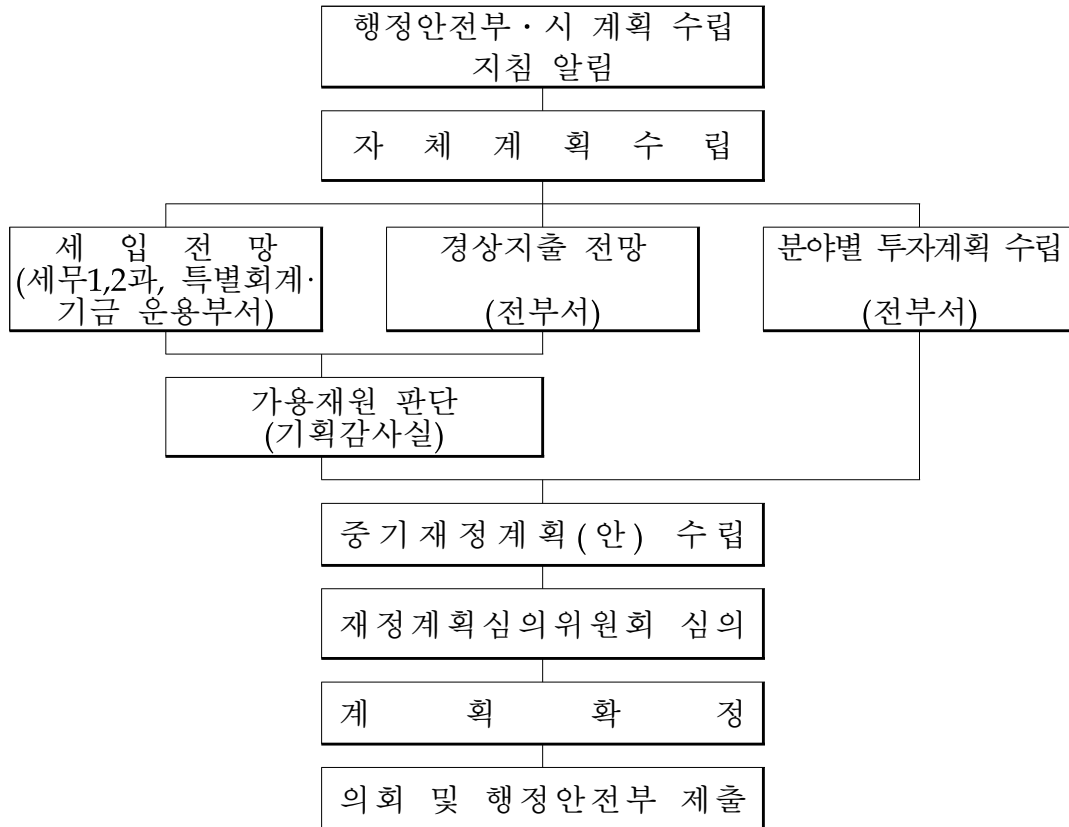 행정안전부·시 계획 수립
지침 알림
자 체 계 획 수 립
세 입 전 망
(세무1,2과, 특별회계·
기금 운용부서)
경상지출 전망
(전부서)
분야별 투자계획 수립
(전부서)
가용재원 판단
(기획감사실)
중기재정계획(안) 수립
재정계획심의위원회 심의
계 획 확 정
의회 및 행정안전부 제출